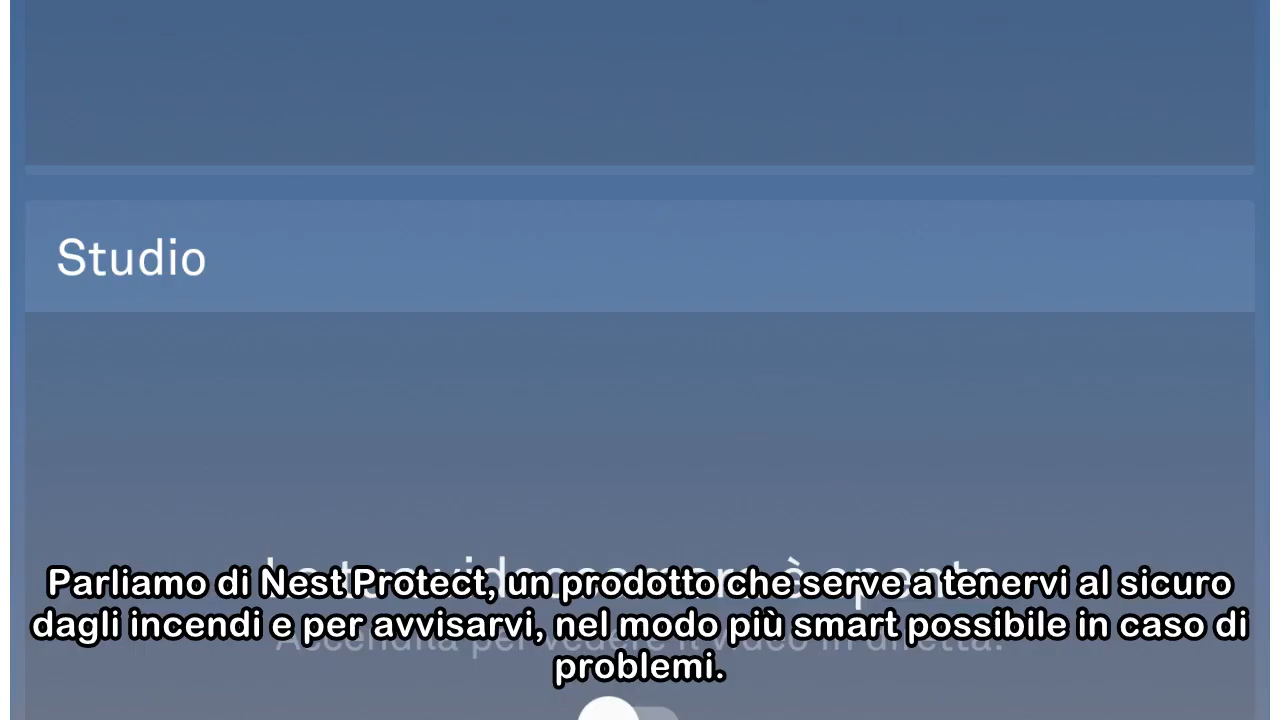 Studio
Parliamo di Nest Protect, un prodotto che serve a tenervi al sicuro
dagli incendi e per avvisarvi, nel modo più smart possibile in caso di
problemi.